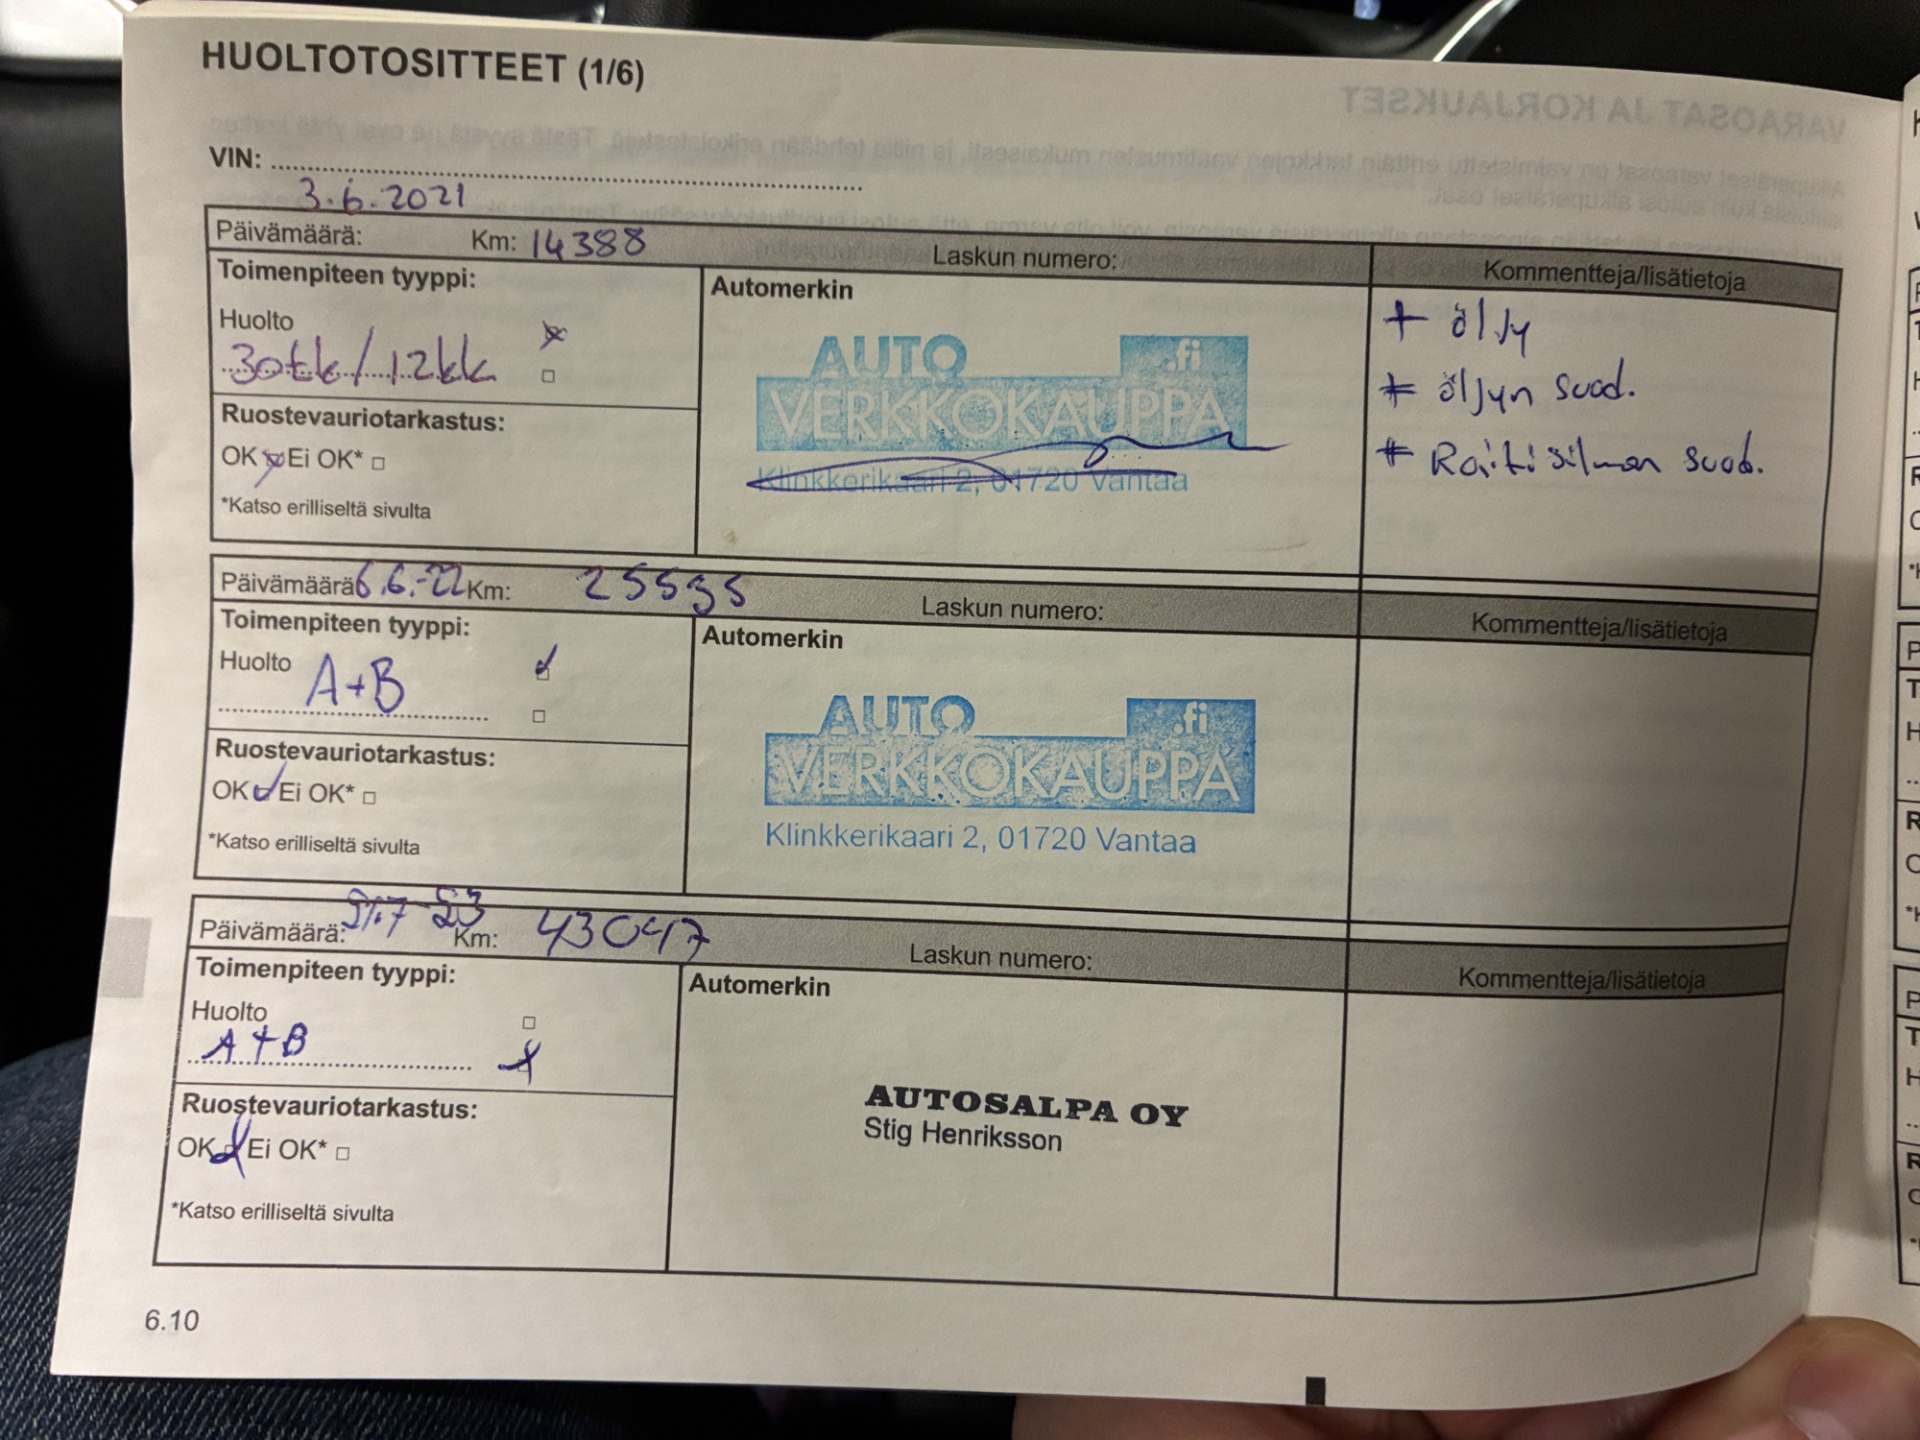 HUOLTOTOSITTEET (1/6)
VARAOSAT JA KORJAUKSET
VIN:
3.6.2021
Päivämäärä: Km: 14388 Laskun numero: Kommentteja/lisätietoja
Toimenpiteen tyyppi:
Automerkin
Huolto
30tk/12kk
AUTO .fi
VERKKOKAUPPA
Klinkkerikaari 2, 01720 Vantaa
+ öljy
+ öljyn suod.
+ Raitisilman suod.
Ruostevauriotarkastus:
OK Ei OK*
*Katso erilliseltä sivulta
Päivämäärä 6.6.-22 Km: 25535 Laskun numero: Kommentteja/lisätietoja
Toimenpiteen tyyppi:
Automerkin
Huolto A+B
AUTO .fi
VERKKOKAUPPA
Klinkkerikaari 2, 01720 Vantaa
Ruostevauriotarkastus:
OK Ei OK*
*Katso erilliseltä sivulta
Päivämäärä: Km: 43047 Laskun numero: Kommentteja/lisätietoja
Toimenpiteen tyyppi:
Automerkin
Huolto
A+B
AUTOSALPA OY
Stig Henriksson
Ruostevauriotarkastus:
OK Ei OK*
*Katso erilliseltä sivulta
6.10